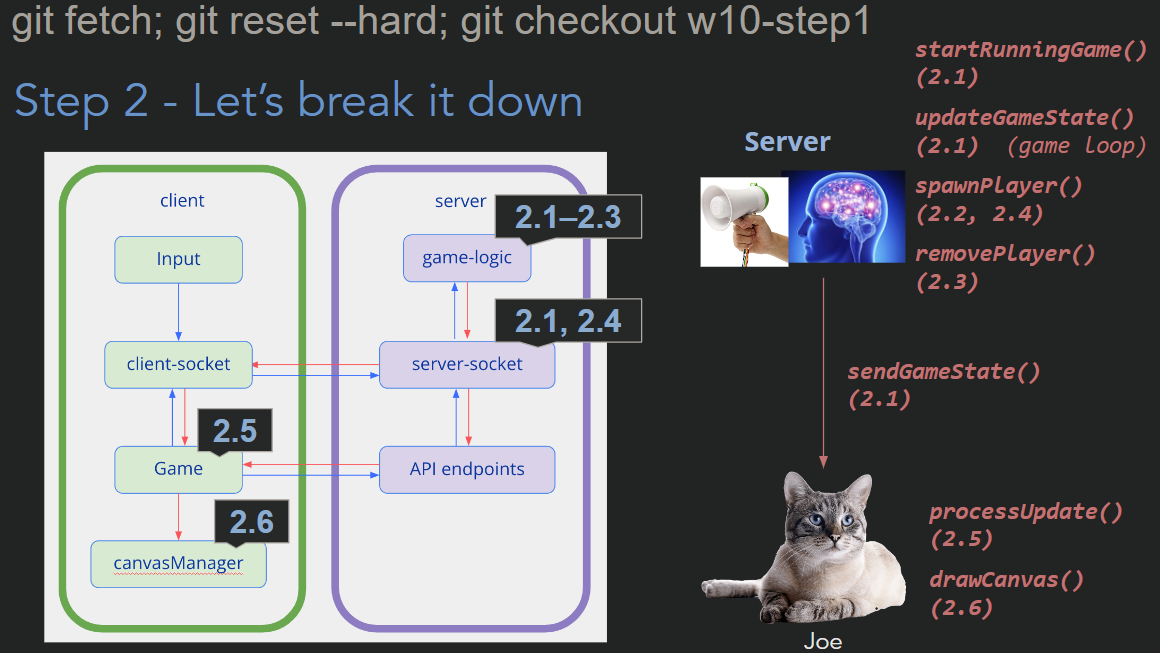 git fetch; git reset --hard; git checkout w10-step1
Step 2 - Let's break it down
client
Input
client-socket
2.5
Game
2.6
canvasManager
server
2.1–2.3
game-logic
2.1, 2.4
server-socket
API endpoints
Server
startRunningGame()
(2.1)
updateGameState()
(2.1) (game loop)
spawnPlayer()
(2.2, 2.4)
removePlayer()
(2.3)
sendGameState()
(2.1)
processUpdate()
(2.5)
drawCanvas()
(2.6)
Joe